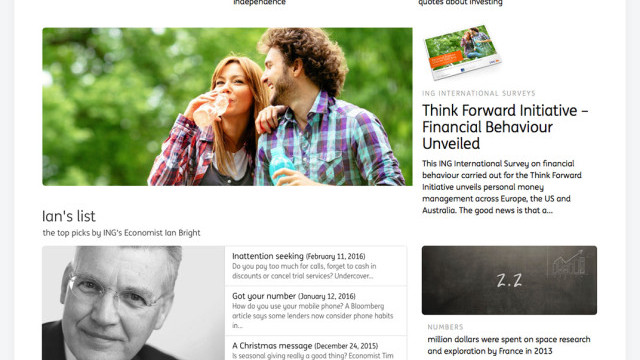 independence
quotes about investing
ING INTERNATIONAL SURVEYS
Think Forward Initiative –
Financial Behaviour
Unveiled
This ING International Survey on financial
behaviour carried out for the Think Forward
Initiative unveils personal money
management across Europe, the US and
Australia. The good news is that a...
Ian's list
the top picks by ING's Economist Ian Bright
Inattention seeking (February 11, 2016)
Do you pay too much for calls, forget to cash in
discounts or cancel trial services? Undercover...
Got your number (January 12, 2016)
How do you use your mobile phone? A Bloomberg
article says some lenders now consider phone habits
in...
A Christmas message (December 24, 2015)
Is seasonal giving really a good thing? Economist Tim
2.2
NUMBERS
million dollars were spent on space research
and exploration by France in 2013